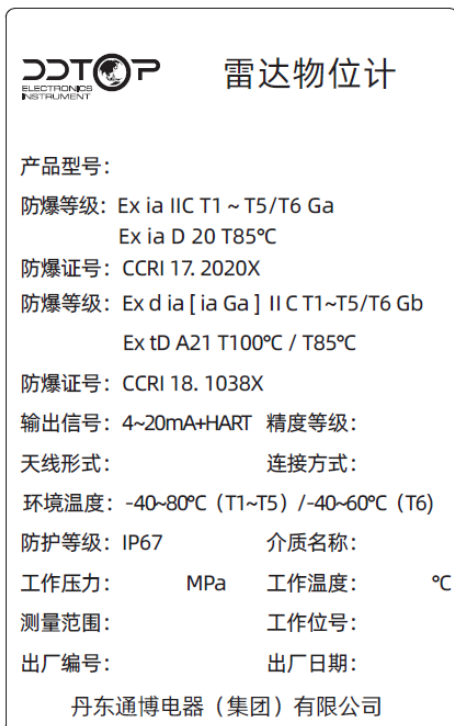 DDTOP
ELECTRONICS
INSTRUMENT
雷达物位计
产品型号：
防爆等级：Ex ia IIC T1 ~ T5/T6 Ga
Ex ia D 20 T85℃
防爆证号：CCRI 17. 2020X
防爆等级：Ex d ia [ ia Ga ] II C T1~T5/T6 Gb
Ex tD A21 T100℃ / T85℃
防爆证号：CCRI 18. 1038X
输出信号：4~20mA+HART 精度等级：
天线形式： 连接方式：
环境温度：-40~80℃（T1~T5）/-40~60℃（T6)
防护等级：IP67 介质名称：
工作压力： MPa 工作温度： ℃
测量范围： 工作位号：
出厂编号： 出厂日期：
丹东通博电器（集团）有限公司